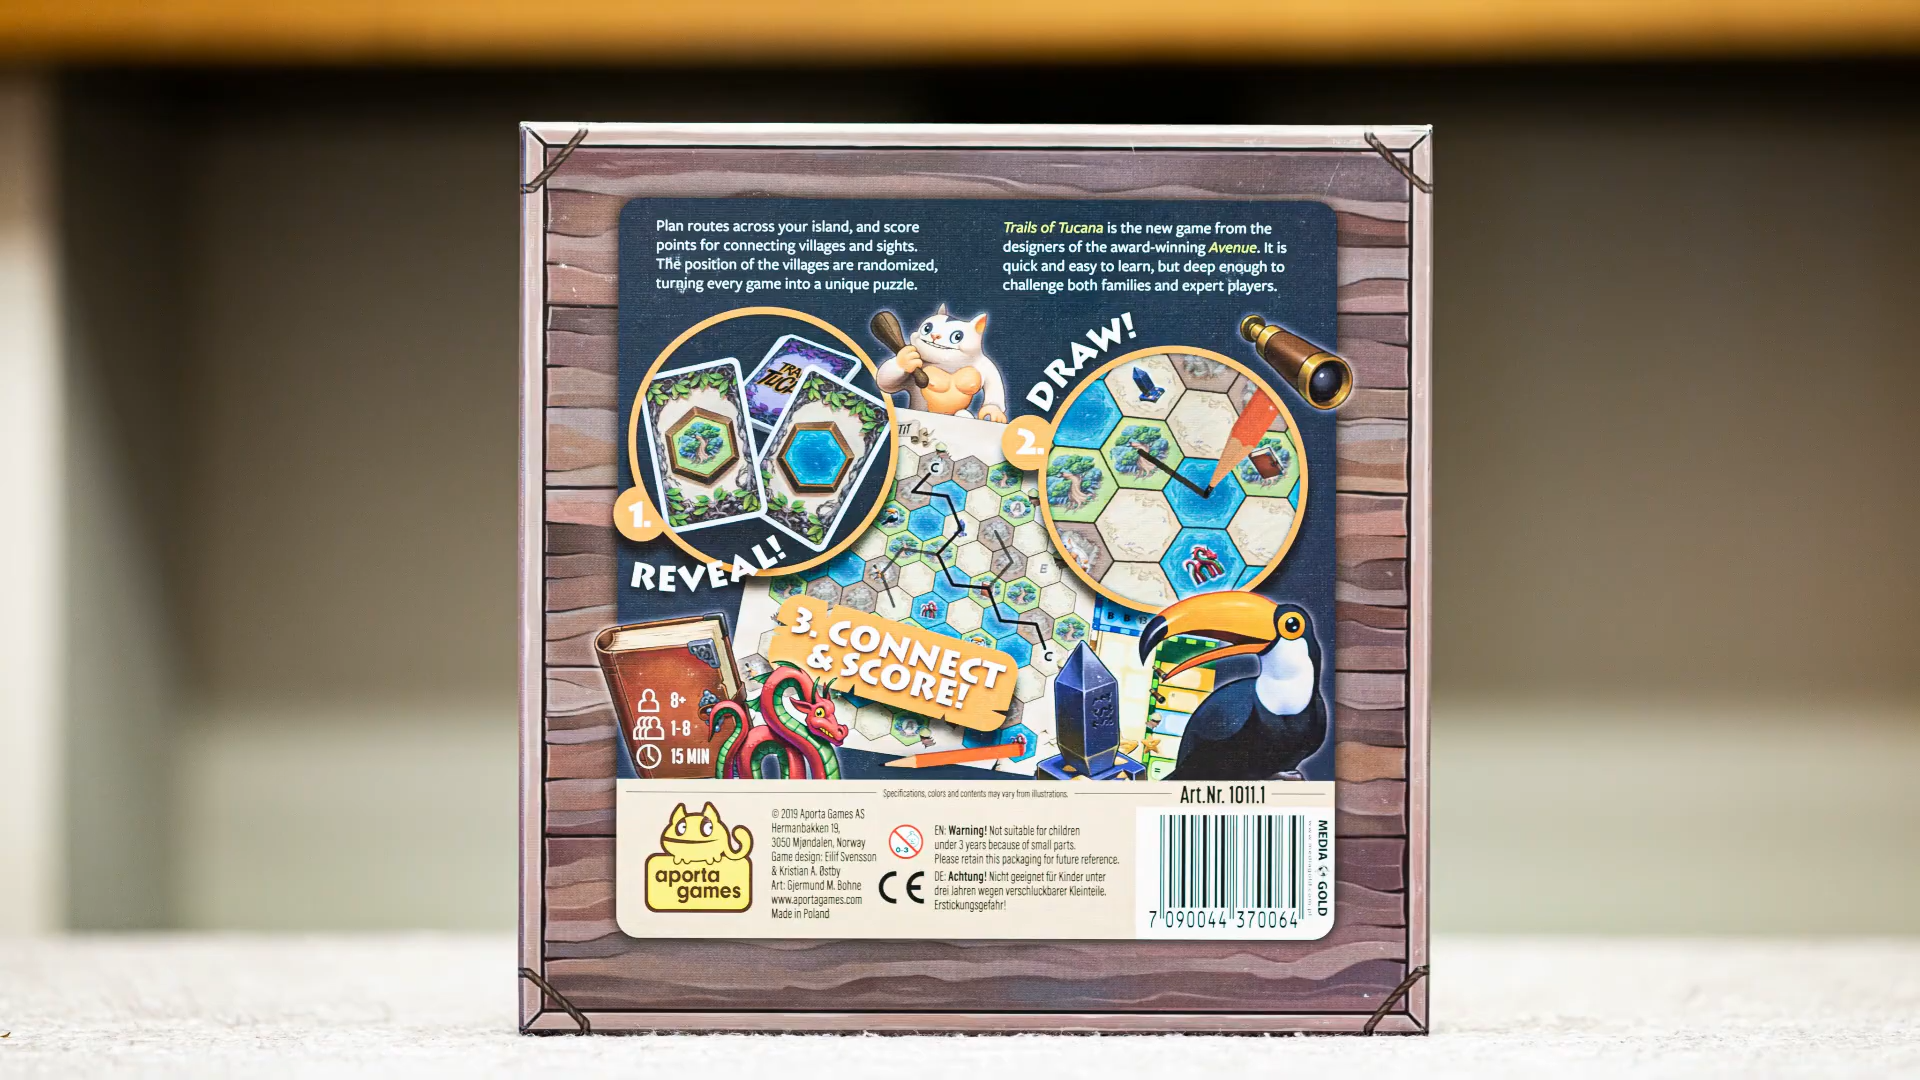 Plan routes across your island, and score
points for connecting villages and sights.
The position of the villages are randomized,
turning every game into a unique puzzle.
Trails of Tucana is the new game from the
designers of the award-winning Avenue. It is
quick and easy to learn, but deep enough to
challenge both families and expert players.
TRA
TUC
1.
REVEAL!
2.
DRAW!
C
A
E
C
B B 13
3. CONNECT
& SCORE!
A
8+
1-8
15 MIN
Specifications, colors and contents may vary from illustrations.
Art.Nr. 1011.1
aporta
games
© 2019 Aporta Games AS
Hermanbakken 19,
3050 Mjøndalen, Norway
Game design: Eilif Svensson
& Kristian A. Østby
Art: Gjermund M. Bohne
www.aportagames.com
Made in Poland
0-3
CE
EN: Warning! Not suitable for children
under 3 years because of small parts.
Please retain this packaging for future reference.
DE: Achtung! Nicht geeignet für Kinder unter
drei Jahren wegen verschluckbarer Kleinteile.
Erstickungsgefahr!
7 090044 370064
MEDIA GOLD